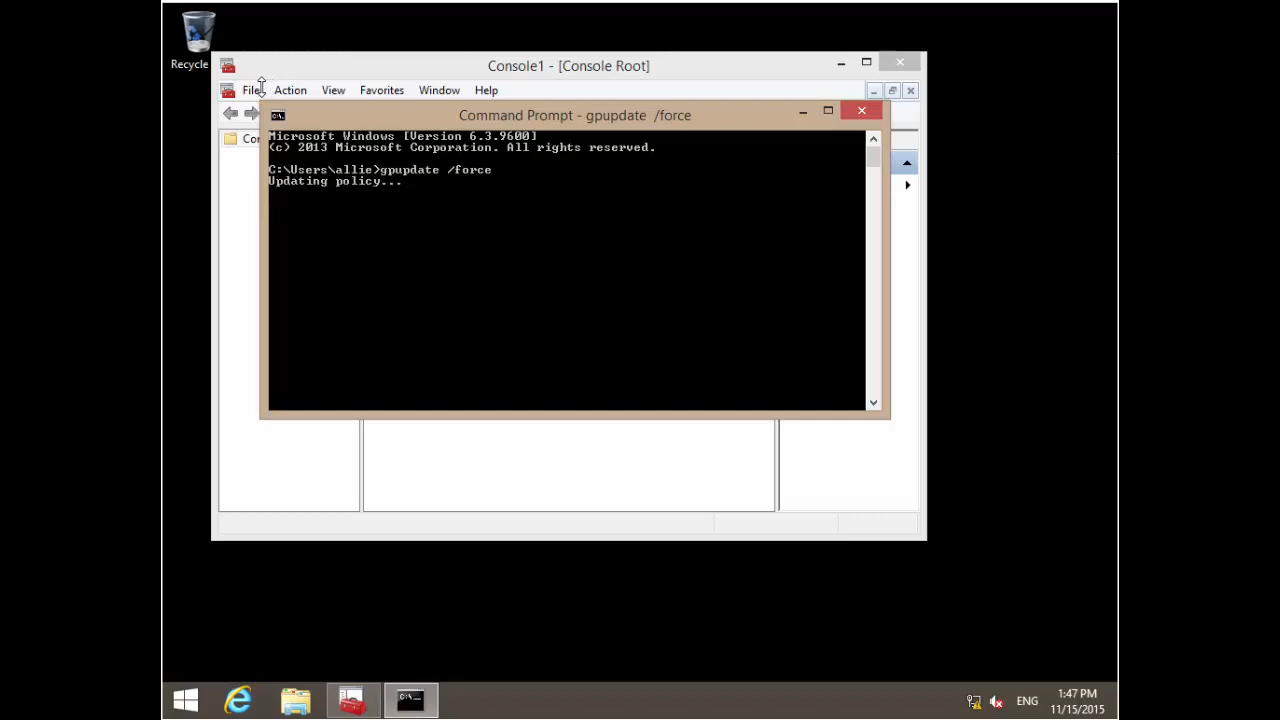 Recycle
Console1 - [Console Root]
File Action View Favorites Window Help
Command Prompt - gpupdate /force
Microsoft Windows [Version 6.3.9600]
(c) 2013 Microsoft Corporation. All rights reserved.
C:\Users\allie>gpupdate /force
Updating policy...
ENG
1:47 PM
11/15/2015